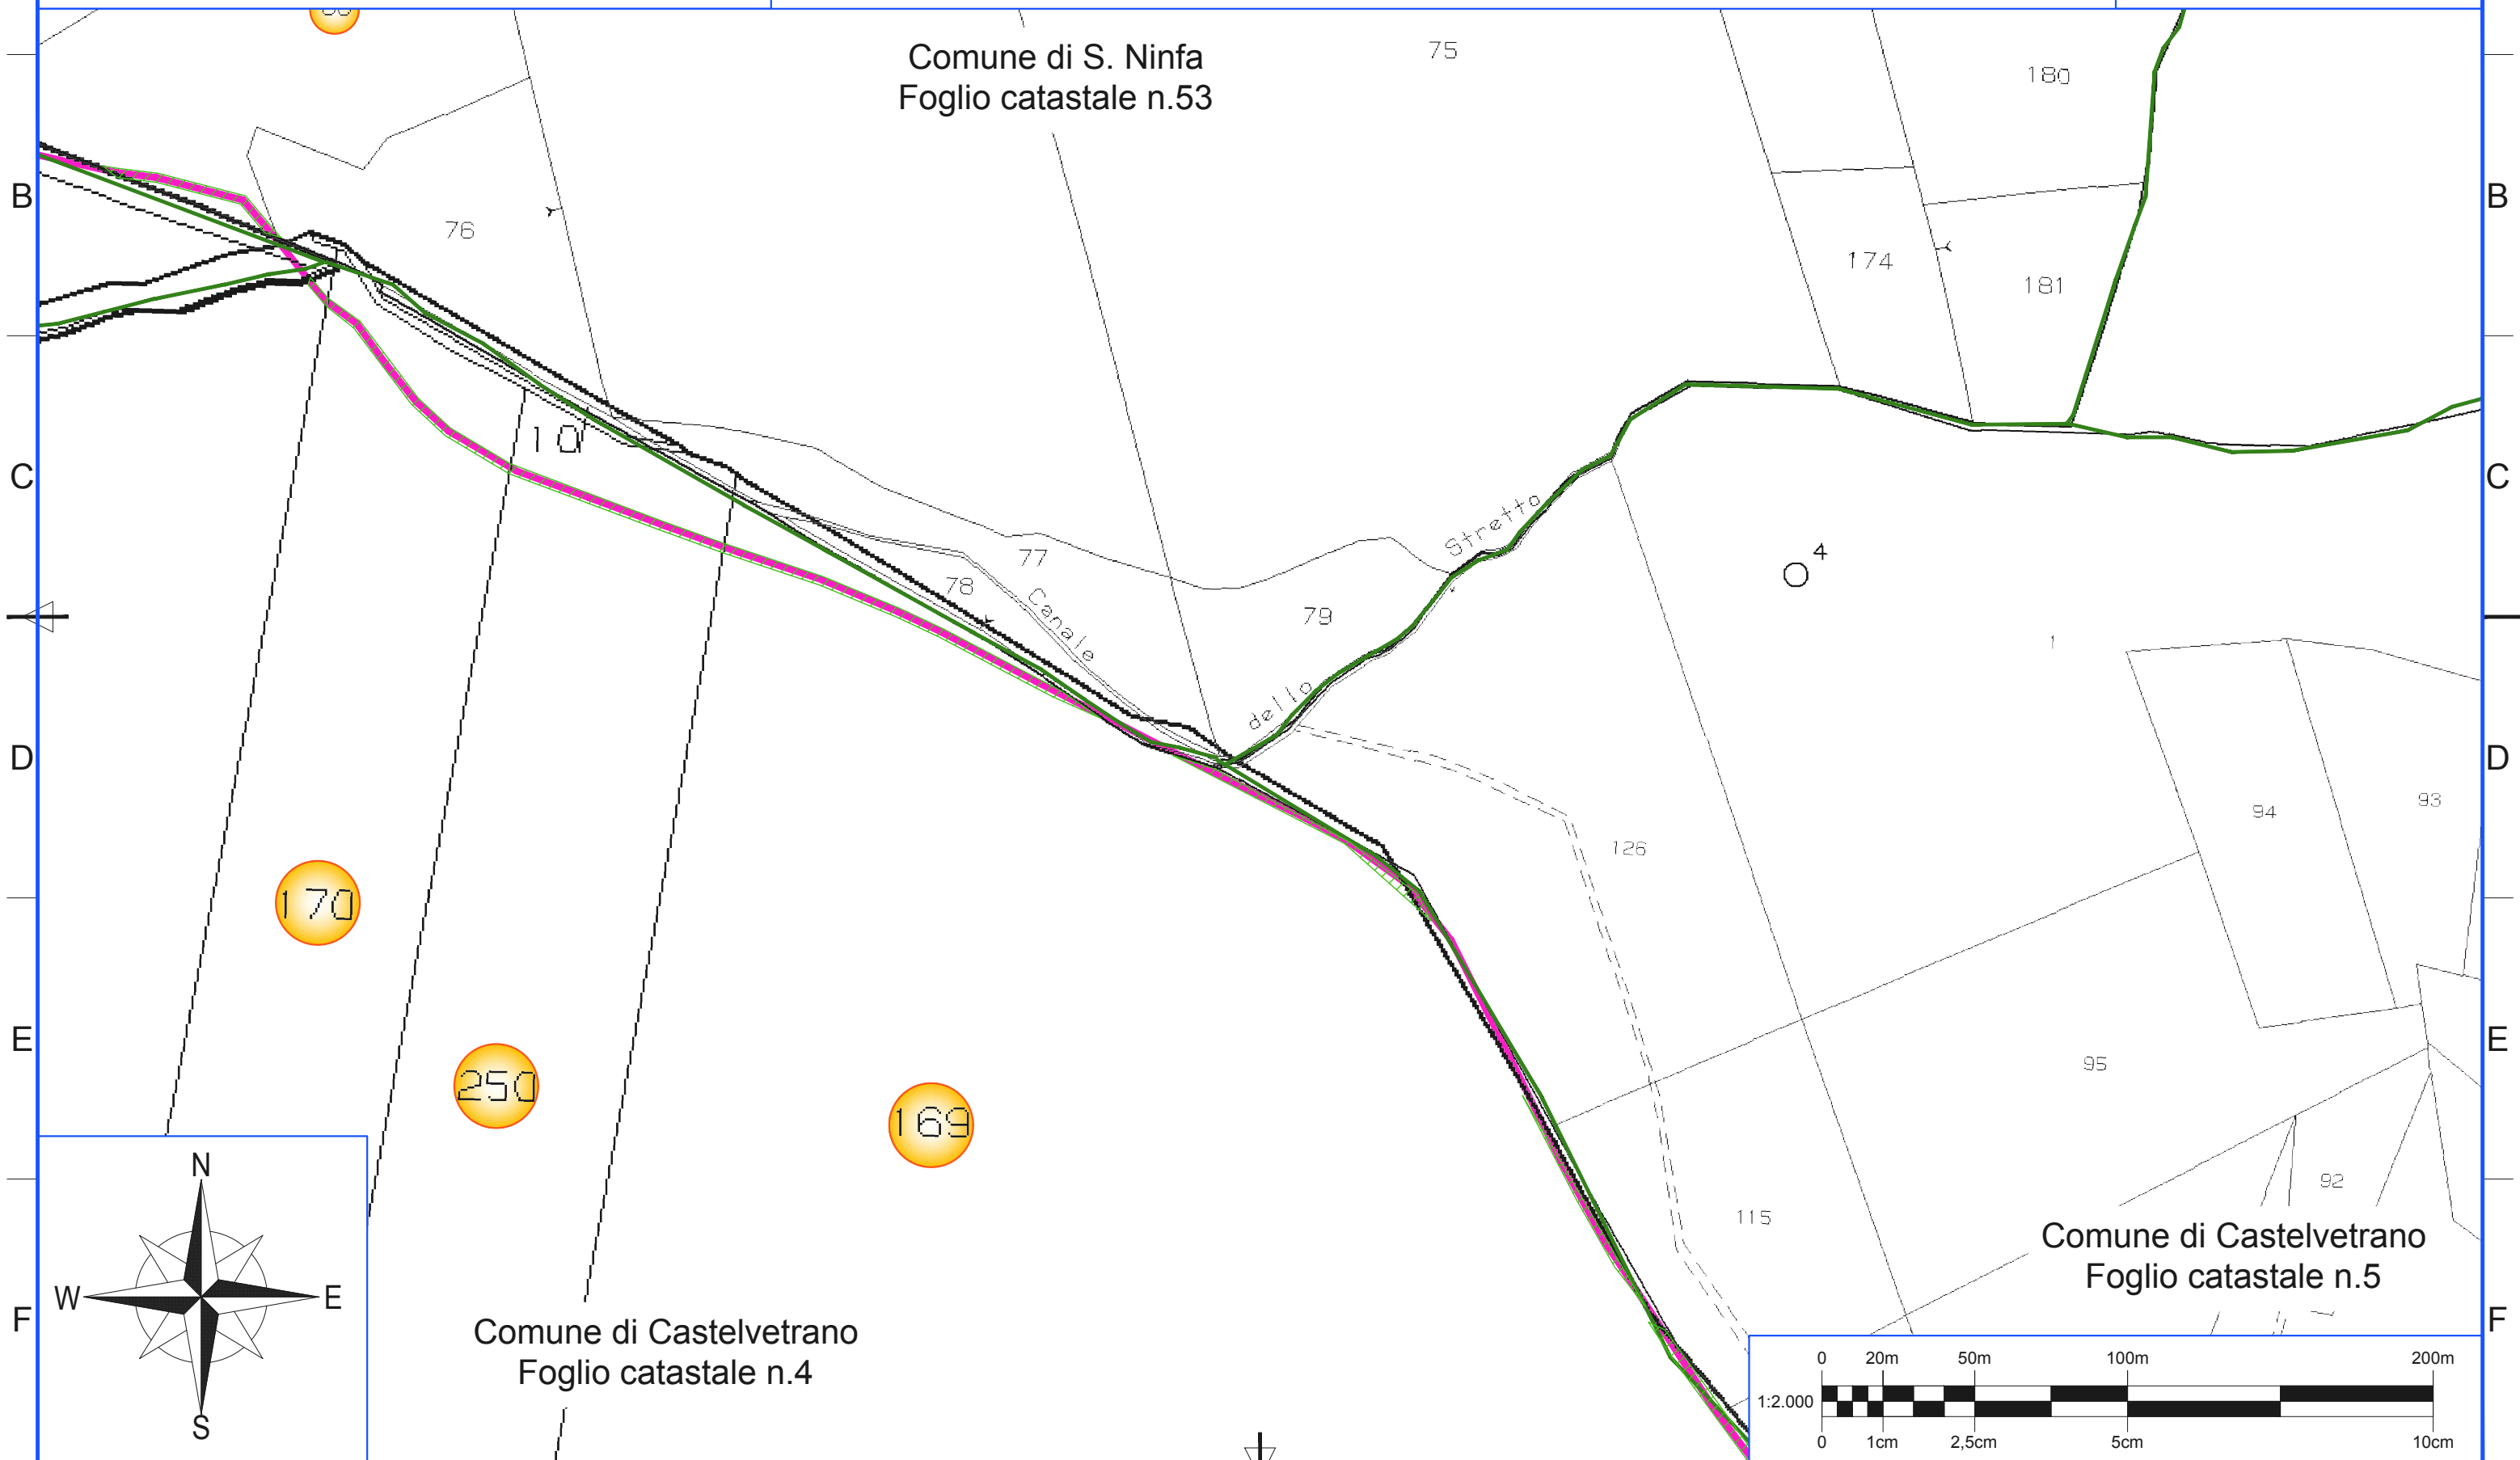 Comune di S. Ninfa
Foglio catastale n.53
75
180
B
B
76
174
181
10
C
C
Stretto
77
78
Canale
79
4
1
dello
D
D
94
93
126
170
E
E
250
95
169
92
115
N
W
E
S
Comune di Castelvetrano
Foglio catastale n.5
F
F
Comune di Castelvetrano
Foglio catastale n.4
0 20m 50m 100m 200m
1:2.000
0 1cm 2,5cm 5cm 10cm